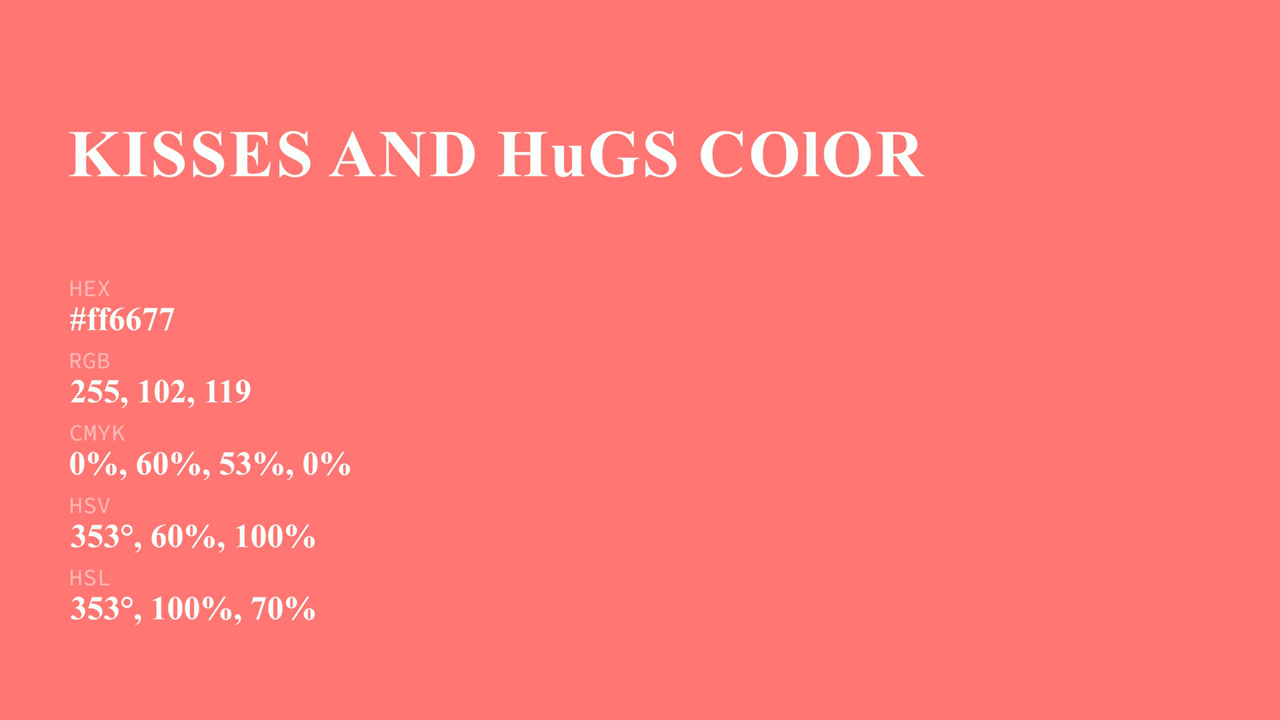 KISSES AND HuGS COlOR
HEX
#ff6677
RGB
255, 102, 119
CMYK
0%, 60%, 53%, 0%
HSV
353°, 60%, 100%
HSL
353°, 100%, 70%